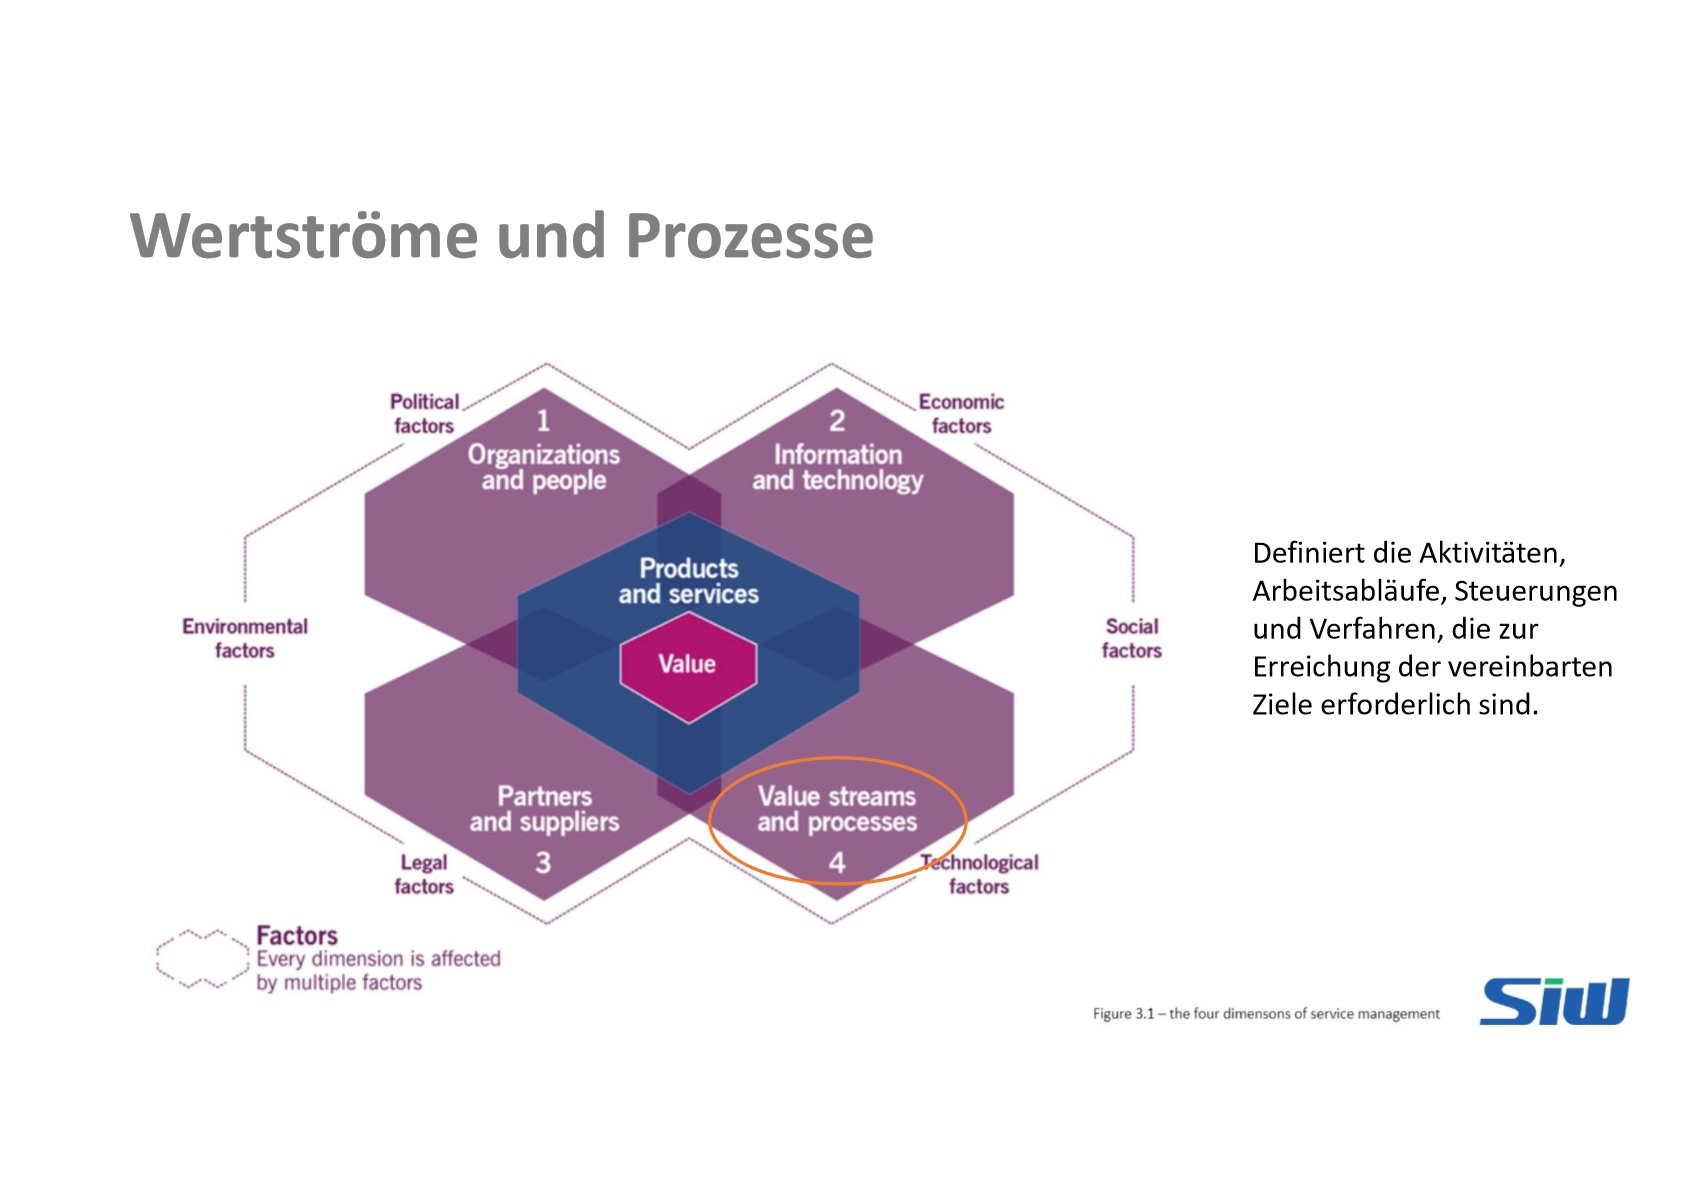 Wertströme und Prozesse
Political
factors
Economic
factors
1
Organizations
and people
2
Information
and technology
Products
and services
Value
Environmental
factors
Social
factors
Definiert die Aktivitäten,
Arbeitsabläufe, Steuerungen
und Verfahren, die zur
Erreichung der vereinbarten
Ziele erforderlich sind.
Partners
and suppliers
3
Value streams
and processes
4
Legal
factors
Technological
factors
Factors
Every dimension is affected
by multiple factors
Figure 3.1 – the four dimensons of service management
Siw